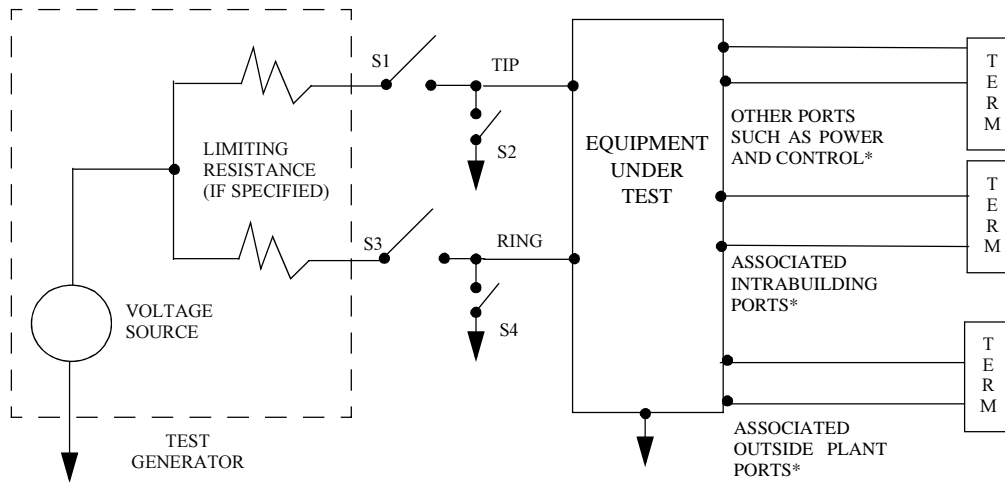 S1
TIP
S2
LIMITING
RESISTANCE
(IF SPECIFIED)
S3
RING
S4
VOLTAGE
SOURCE
TEST
GENERATOR
EQUIPMENT
UNDER
TEST
OTHER PORTS
SUCH AS POWER
AND CONTROL*
T
E
R
M
ASSOCIATED
INTRABUILDING
PORTS*
T
E
R
M
ASSOCIATED
OUTSIDE PLANT
PORTS*
T
E
R
M